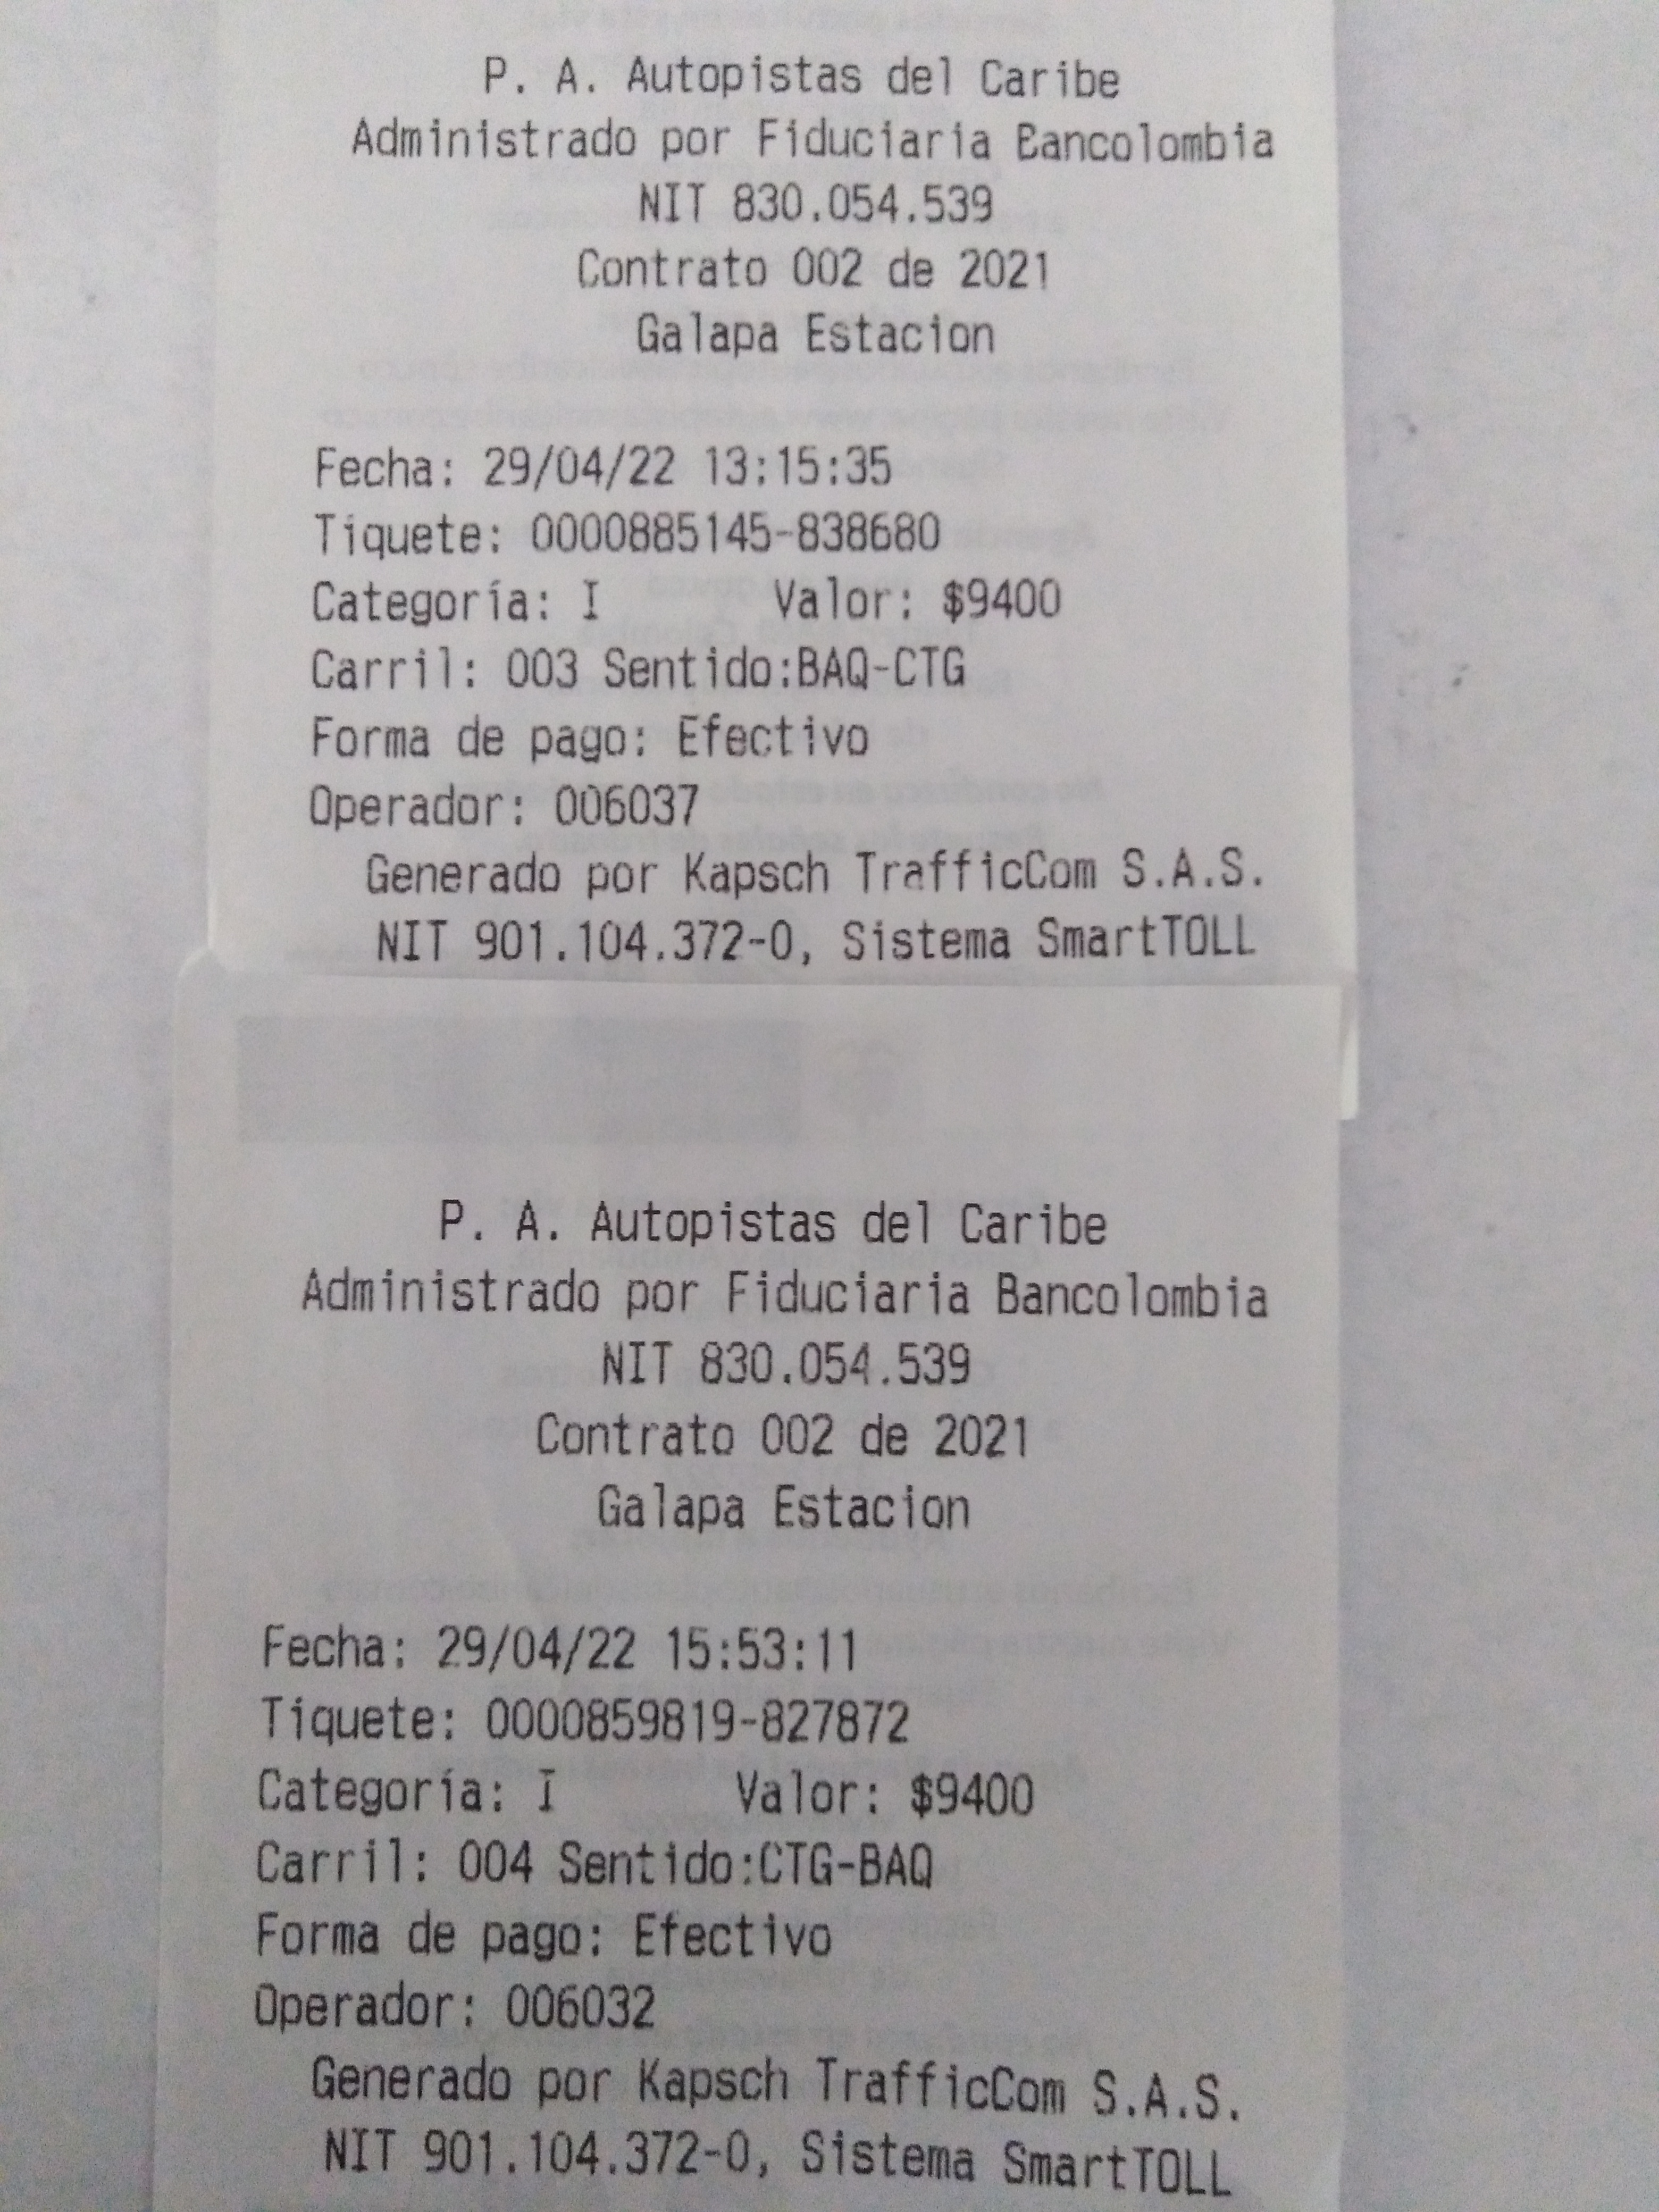 P. A. Autopistas del Caribe
Administrado por Fiduciaria Bancolombia
NIT 830.054.539
Contrato 002 de 2021
Galapa Estacion
Fecha: 29/04/22 13:15:35
Tiquete: 0000885145-838680
Categoría: I Valor: $9400
Carril: 003 Sentido:BAQ-CTG
Forma de pago: Efectivo
Operador: 006037
Generado por Kapsch TrafficCom S.A.S.
NIT 901.104.372-0, Sistema SmartTOLL
P. A. Autopistas del Caribe
Administrado por Fiduciaria Bancolombia
NIT 830.054.539
Contrato 002 de 2021
Galapa Estacion
Fecha: 29/04/22 15:53:11
Tiquete: 0000859819-827872
Categoría: I Valor: $9400
Carril: 004 Sentido:CTG-BAQ
Forma de pago: Efectivo
Operador: 006032
Generado por Kapsch TrafficCom S.A.S.
NIT 901.104.372-0, Sistema SmartTOLL